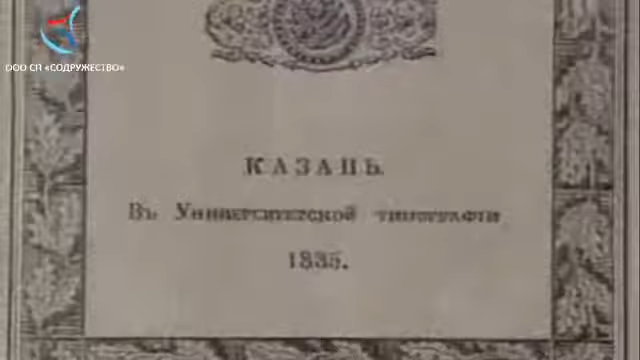 ООО СП «СОДРУЖЕСТВО»
КАЗАНЬ.
Въ Университетской типографіи
1835.